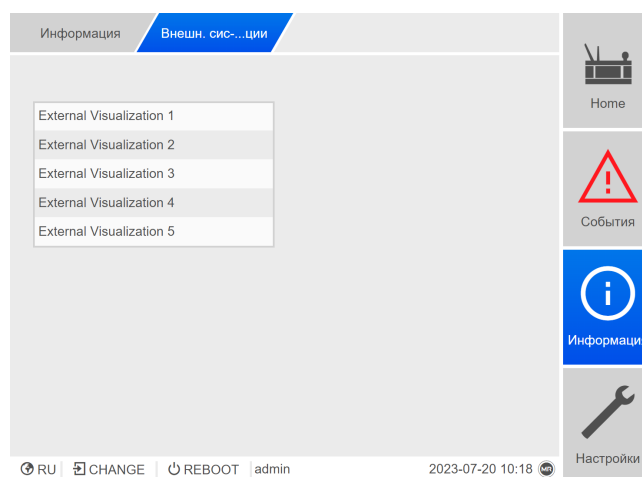 Информация
Внешн. сис-...ции
External Visualization 1
External Visualization 2
External Visualization 3
External Visualization 4
External Visualization 5
Home
События
Информаци
Настройки
RU
CHANGE
REBOOT
admin
2023-07-20 10:18
MR